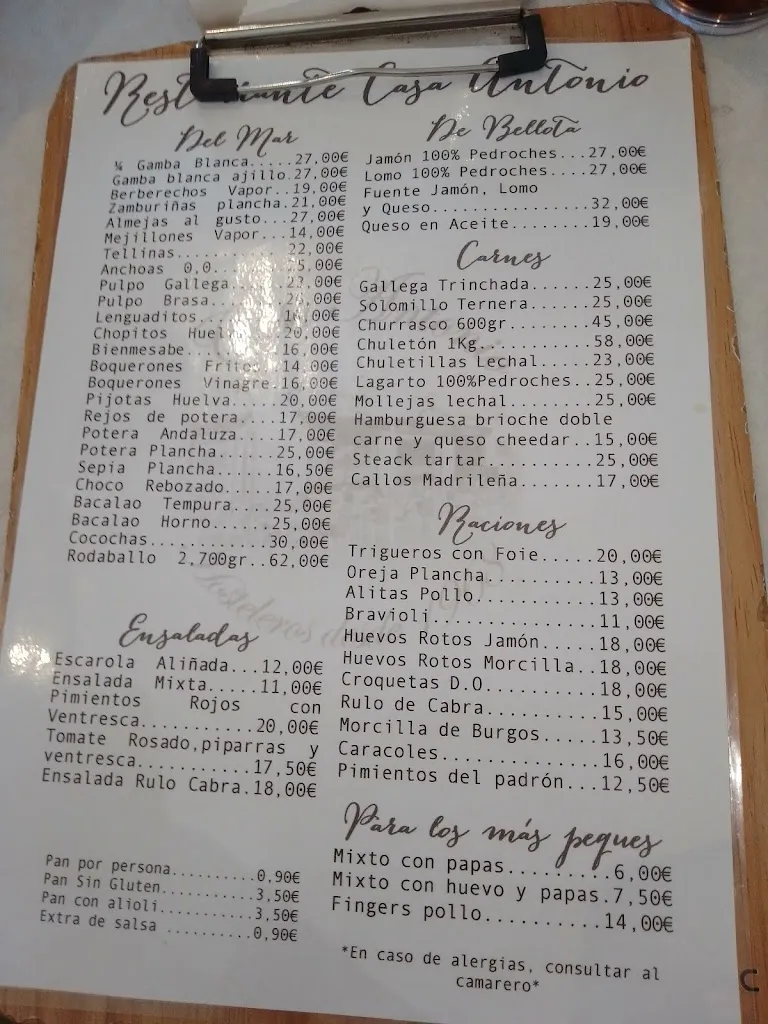 Restaurante Casa Antonio
Del Mar
¼ Gamba Blanca.....27,00€
Gamba blanca ajillo.27,00€
Berberechos Vapor..19,00€
Zamburiñas plancha.21,00€
Almejas al gusto...27,00€
Mejillones Vapor...14,00€
Tellinas...........22,00€
Anchoas 0,0
Pulpo Gallega
Pulpo Brasa
Lenguaditos
Chopitos ....20,00€
Bienmesabe.........16,00€
Boquerones Fritos..14,00€
Boquerones Vinagre.16,00€
Pijotas Huelva.....20,00€
Rejos de potera....17,00€
Potera Andaluza....17,00€
Potera Plancha.....25,00€
Sepia Plancha......16,50€
Choco Rebozado.....17,00€
Bacalao Tempura....25,00€
Bacalao Horno......25,00€
Cocochas...........30,00€
Rodaballo 2,700gr..62,00€
Ensaladas
Escarola Aliñada...12,00€
Ensalada Mixta.....11,00€
Pimientos Rojos con
Ventresca..........20,00€
Tomate Rosado,piparras y
ventresca..........17,50€
Ensalada Rulo Cabra.18,00€
Pan por persona..........0,90€
Pan Sin Gluten...........3,50€
Pan con alioli...........3,50€
Extra de salsa ..........0,90€
De Bellota
Jamón 100% Pedroches...27,00€
Lomo 100% Pedroches....27,00€
Fuente Jamón, Lomo
y Queso................32,00€
Queso en Aceite........19,00€
Carnes
Gallega Trinchada......25,00€
Solomillo Ternera......25,00€
Churrasco 600gr........45,00€
Chuletón 1Kg...........58,00€
Chuletillas Lechal.....23,00€
Lagarto 100%Pedroches..25,00€
Mollejas lechal........25,00€
Hamburguesa brioche doble
carne y queso cheedar..15,00€
Steack tartar..........25,00€
Callos Madrileña.......17,00€
Raciones
Trigueros con Foie.....20,00€
Oreja Plancha..........13,00€
Alitas Pollo...........13,00€
Bravioli...............11,00€
Huevos Rotos Jamón.....18,00€
Huevos Rotos Morcilla..18,00€
Croquetas D.O..........18,00€
Rulo de Cabra..........15,00€
Morcilla de Burgos.....13,50€
Caracoles..............16,00€
Pimientos del padrón...12,50€
Para los más peques
Mixto con papas.........6,00€
Mixto con huevo y papas.7,50€
Fingers pollo..........14,00€
*En caso de alergias, consultar al
camarero*